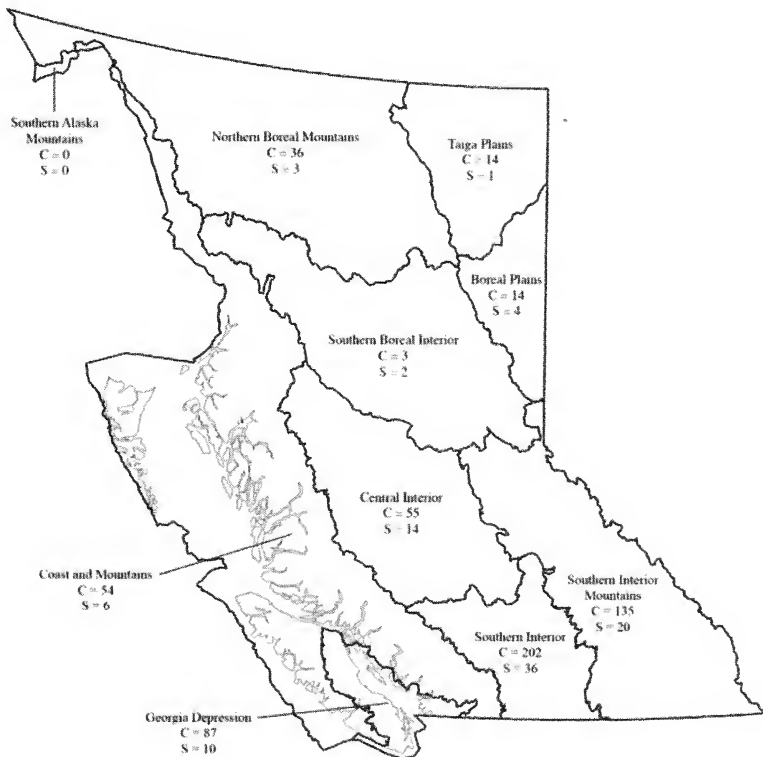 Southern Alaska
Mountains
C = 0
S = 0
Northern Boreal Mountains
C = 36
S = 3
Taiga Plains
C = 14
S = 1
Boreal Plains
C = 14
S = 4
Southern Boreal Interior
C = 3
S = 2
Central Interior
C = 55
S = 14
Coast and Mountains
C = 54
S = 6
Southern Interior
Mountains
C = 135
S = 20
Southern Interior
C = 202
S = 36
Georgia Depression
C = 87
S = 10